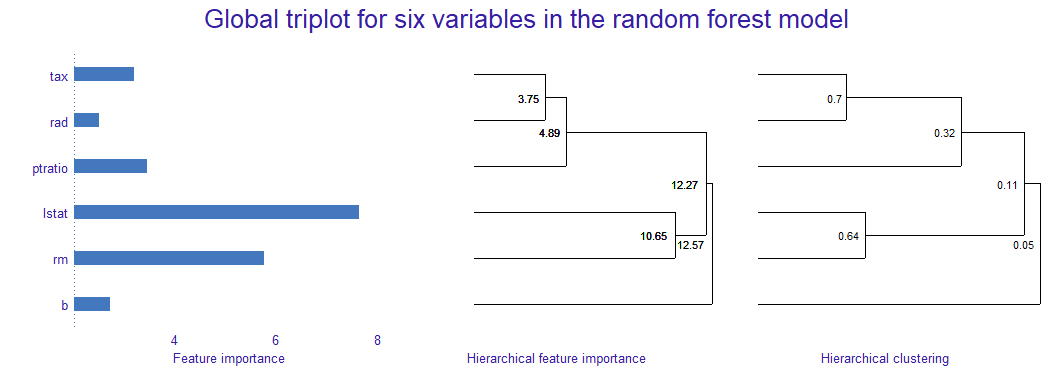 Global triplot for six variables in the random forest model
tax
rad
ptratio
lstat
rm
b
4 6 8
Feature importance
3.75
4.89
12.27
10.65
12.57
Hierarchical feature importance
0.7
0.32
0.11
0.64
0.05
Hierarchical clustering